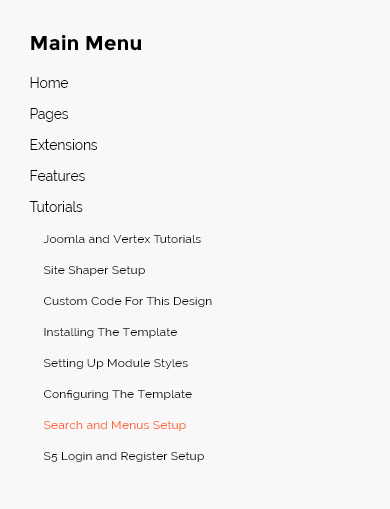 Main Menu
Home
Pages
Extensions
Features
Tutorials
Joomla and Vertex Tutorials
Site Shaper Setup
Custom Code For This Design
Installing The Template
Setting Up Module Styles
Configuring The Template
Search and Menus Setup
S5 Login and Register Setup